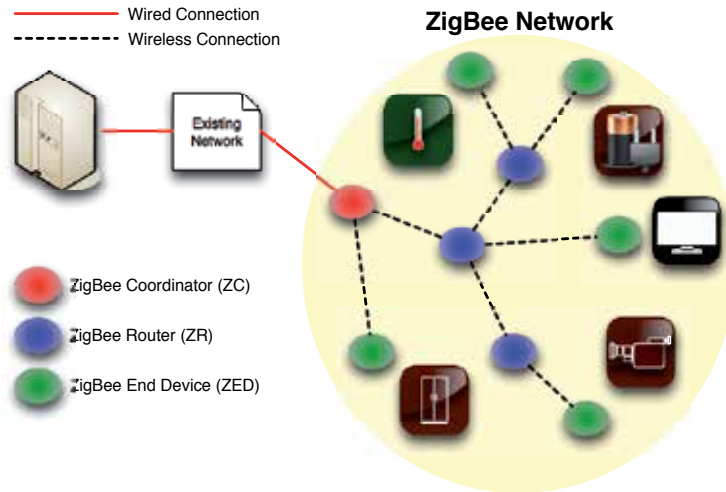 Wired Connection
Wireless Connection
ZigBee Network
Existing
Network
ZigBee Coordinator (ZC)
ZigBee Router (ZR)
ZigBee End Device (ZED)